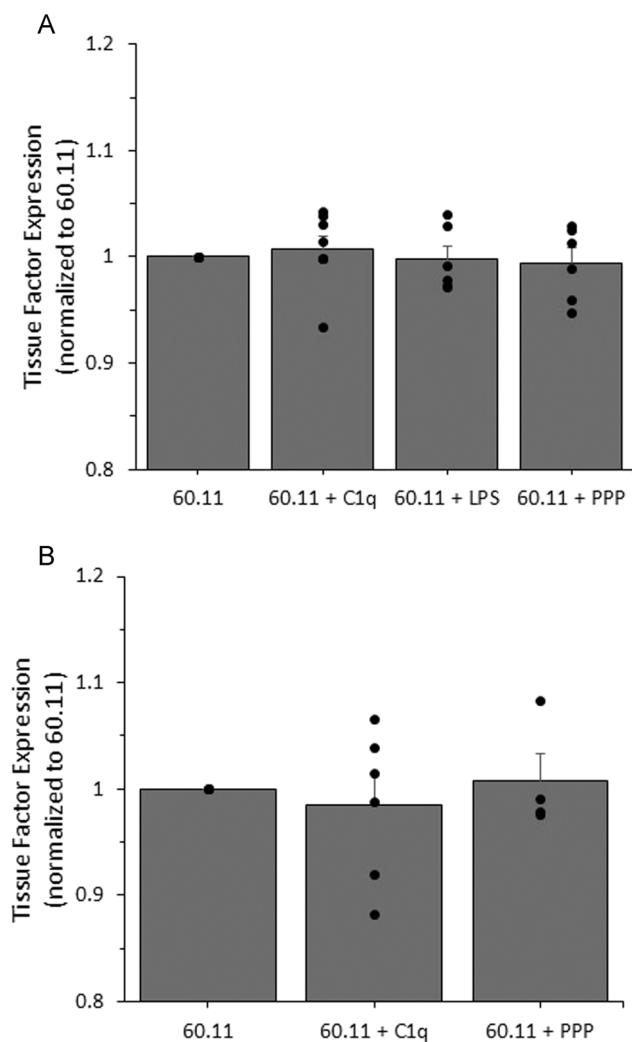 A
Tissue Factor Expression
(normalized to 60.11)
1.2
1.1
1
0.9
0.8
60.11
60.11 + C1q
60.11 + LPS
60.11 + PPP
B
Tissue Factor Expression
(normalized to 60.11)
1.2
1.1
1
0.9
0.8
60.11
60.11 + C1q
60.11 + PPP